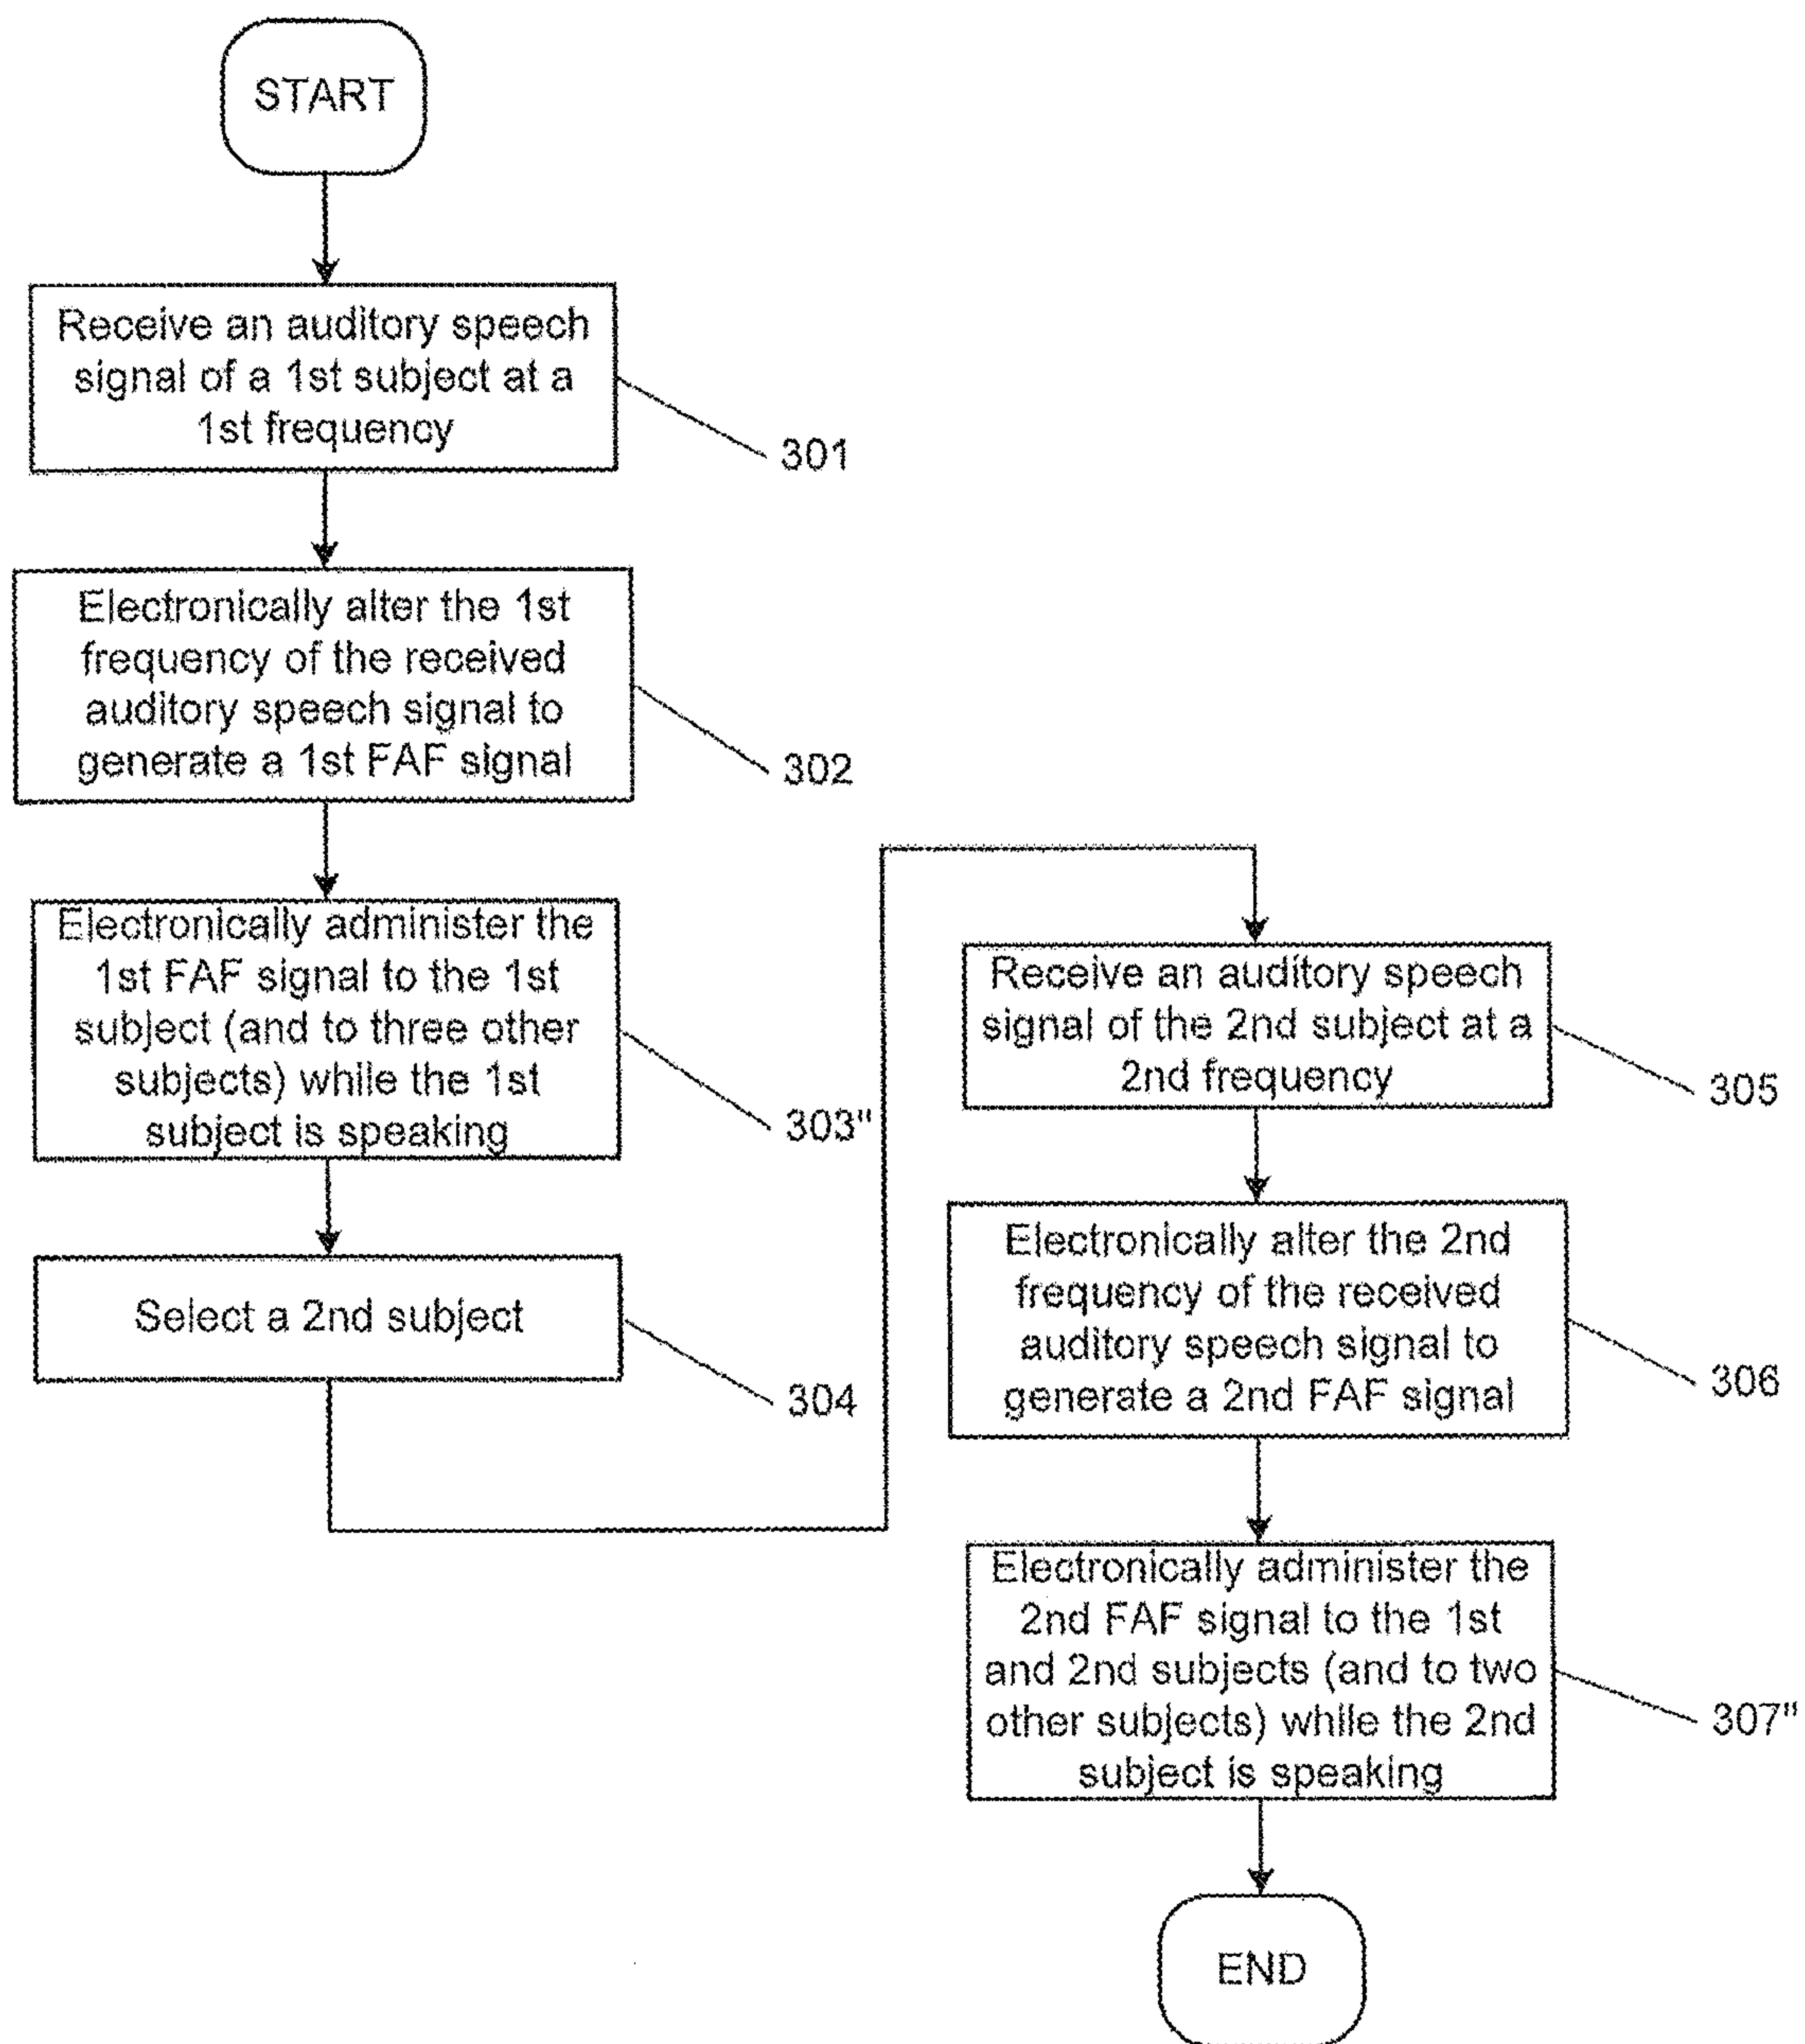 START
Receive an auditory speech
signal of a 1st subject at a
1st frequency
301
Electronically alter the 1st
frequency of the received
auditory speech signal to
generate a 1st FAF signal
302
Electronically administer the
1st FAF signal to the 1st
subject (and to three other
subjects) while the 1st
subject is speaking
303"
Select a 2nd subject
304
Receive an auditory speech
signal of the 2nd subject at a
2nd frequency
305
Electronically alter the 2nd
frequency of the received
auditory speech signal to
generate a 2nd FAF signal
306
Electronically administer the
2nd FAF signal to the 1st
and 2nd subjects (and to two
other subjects) while the 2nd
subject is speaking
307"
END